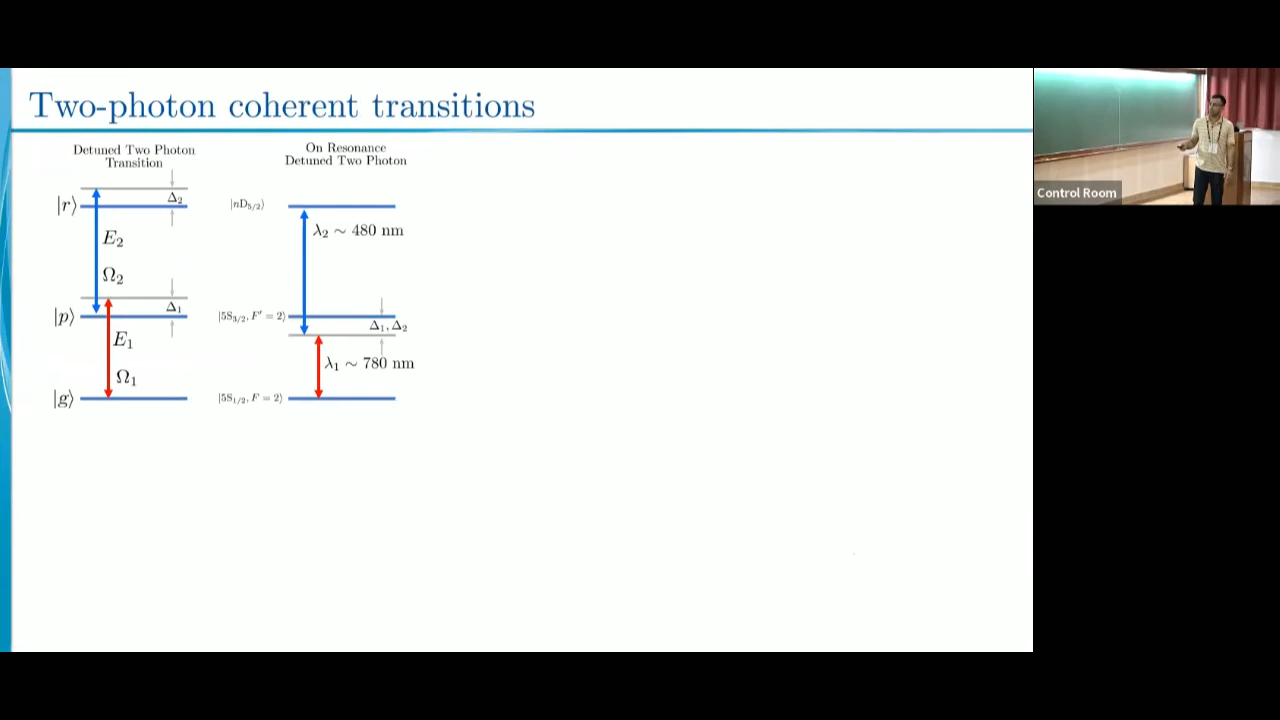 Two-photon coherent transitions
Detuned Two Photon
Transition
On Resonance
Detuned Two Photon
Δ₂
|r⟩
|nD₅/₂⟩
λ₂ ∼ 480 nm
E₂
Ω₂
Δ₁
|p⟩
|5S₃/₂, F′ = 2⟩
Δ₁, Δ₂
E₁
λ₁ ∼ 780 nm
Ω₁
|g⟩
|5S₁/₂, F = 2⟩
Control Room